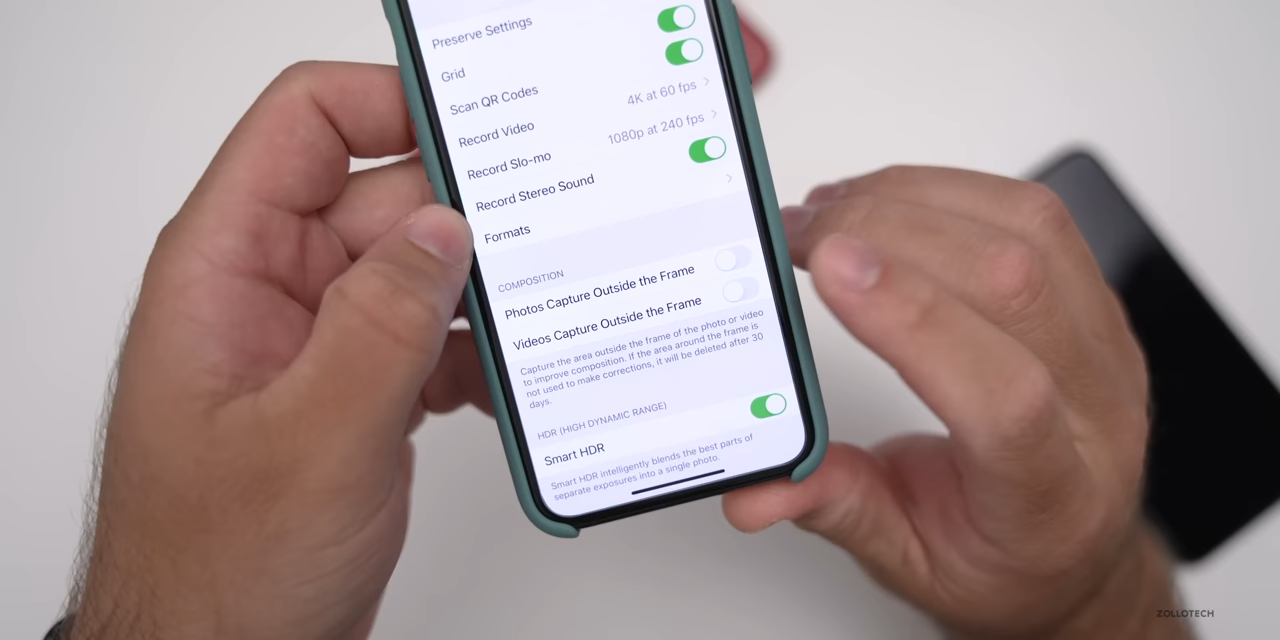 Preserve Settings
Grid
Scan QR Codes
Record Video 4K at 60 fps
Record Slo-mo 1080p at 240 fps
Record Stereo Sound
Formats
COMPOSITION
Photos Capture Outside the Frame
Videos Capture Outside the Frame
Capture the area outside the frame of the photo or video
to improve composition. If the area around the frame is
not used to make corrections, it will be deleted after 30
days.
HDR (HIGH DYNAMIC RANGE)
Smart HDR
Smart HDR intelligently blends the best parts of
separate exposures into a single photo.
ZOLLOTECH